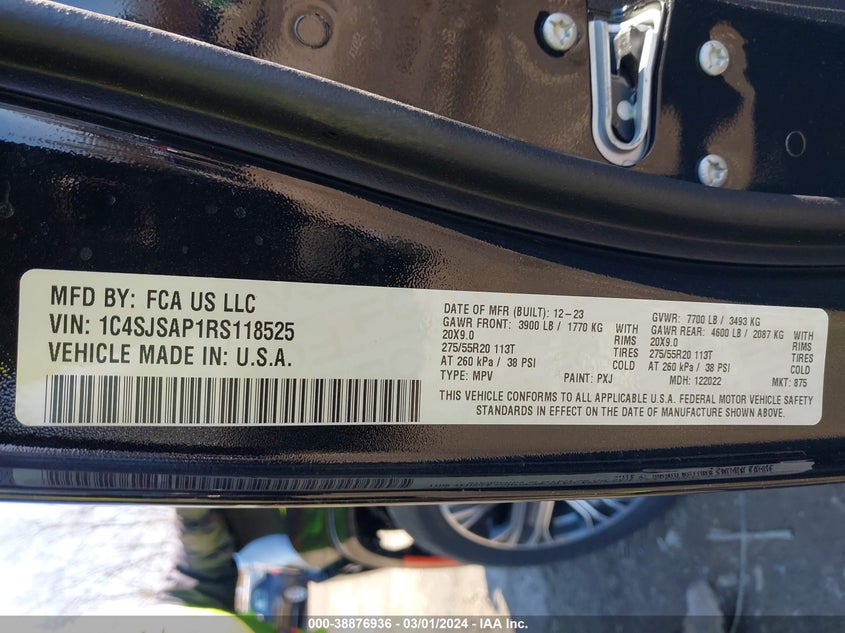 MFD BY: FCA US LLC
VIN: 1C4SJSAP1RS118525
VEHICLE MADE IN: U.S.A.
DATE OF MFR (BUILT): 12-23
GVWR: 7700 LB / 3493 KG
GAWR FRONT: 3900 LB / 1770 KG WITH
GAWR REAR: 4600 LB / 2087 KG WITH
20X9.0 RIMS
20X9.0 RIMS
275/55R20 113T TIRES
275/55R20 113T TIRES
AT 260 kPa / 38 PSI COLD
AT 260 kPa / 38 PSI COLD
TYPE: MPV PAINT: PXJ MDH: 122022 MKT: 875
THIS VEHICLE CONFORMS TO ALL APPLICABLE U.S.A. FEDERAL MOTOR VEHICLE SAFETY
STANDARDS IN EFFECT ON THE DATE OF MANUFACTURE SHOWN ABOVE.
000-38876936 - 03/01/2024 - IAA Inc.